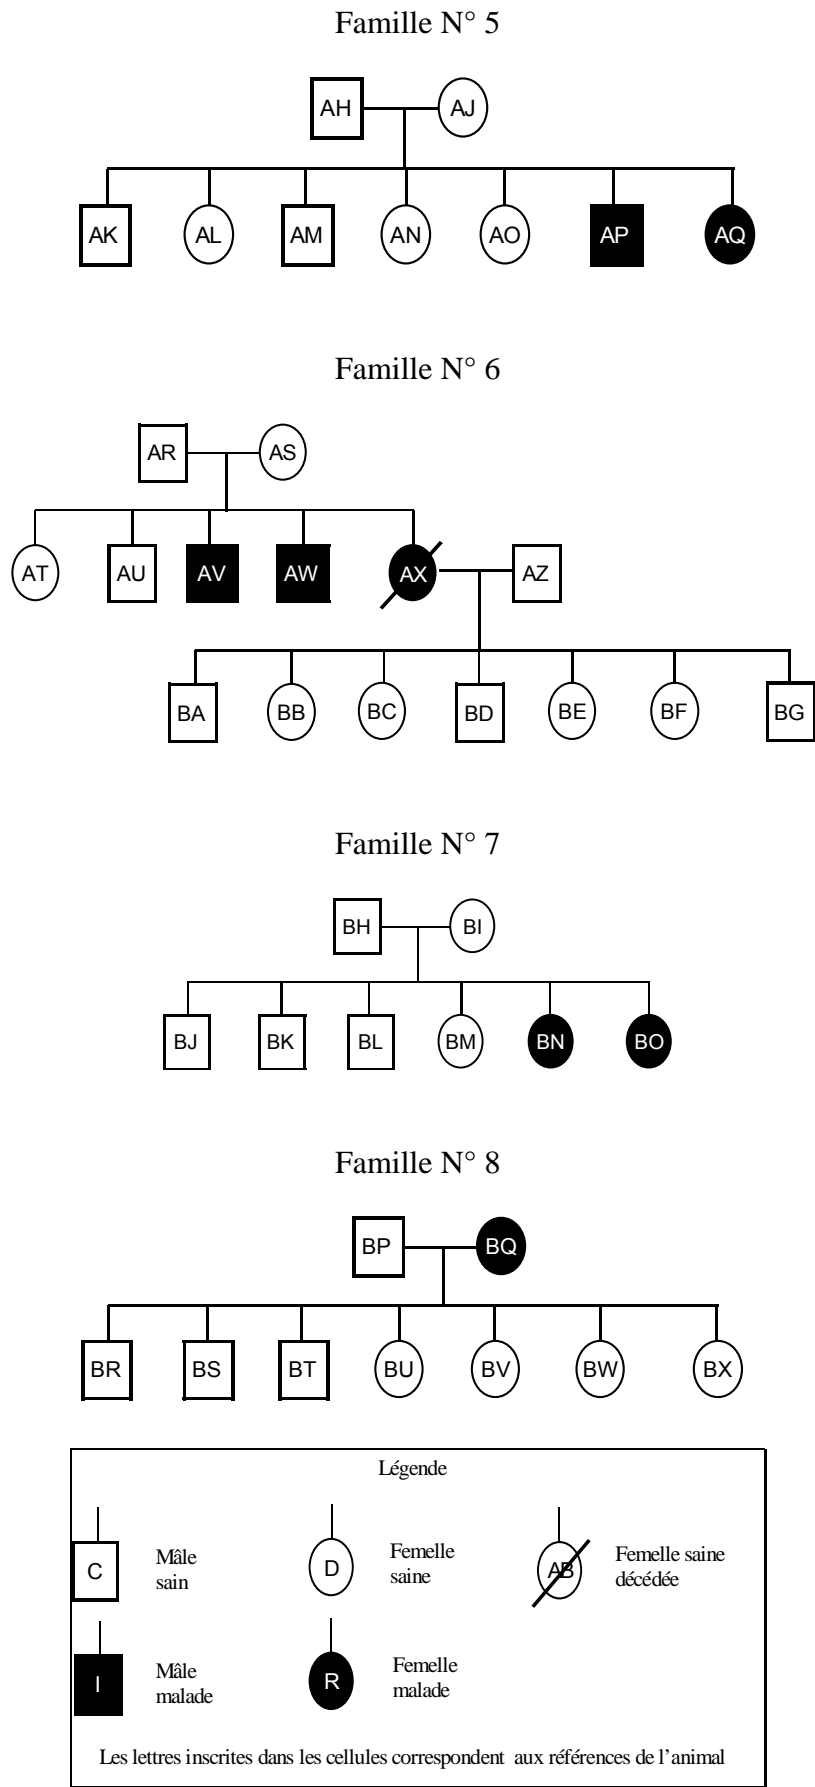 Famille N° 5
AH AJ
AK AL AM AN AO AP AQ
Famille N° 6
AR AS
AT AU AV AW AX AZ
BA BB BC BD BE BF BG
Famille N° 7
BH BI
BJ BK BL BM BN BO
Famille N° 8
BP BQ
BR BS BT BU BV BW BX
Légende
C Mâle sain D Femelle saine AB Femelle saine décédée
I Mâle malade R Femelle malade
Les lettres inscrites dans les cellules correspondent aux références de l'animal